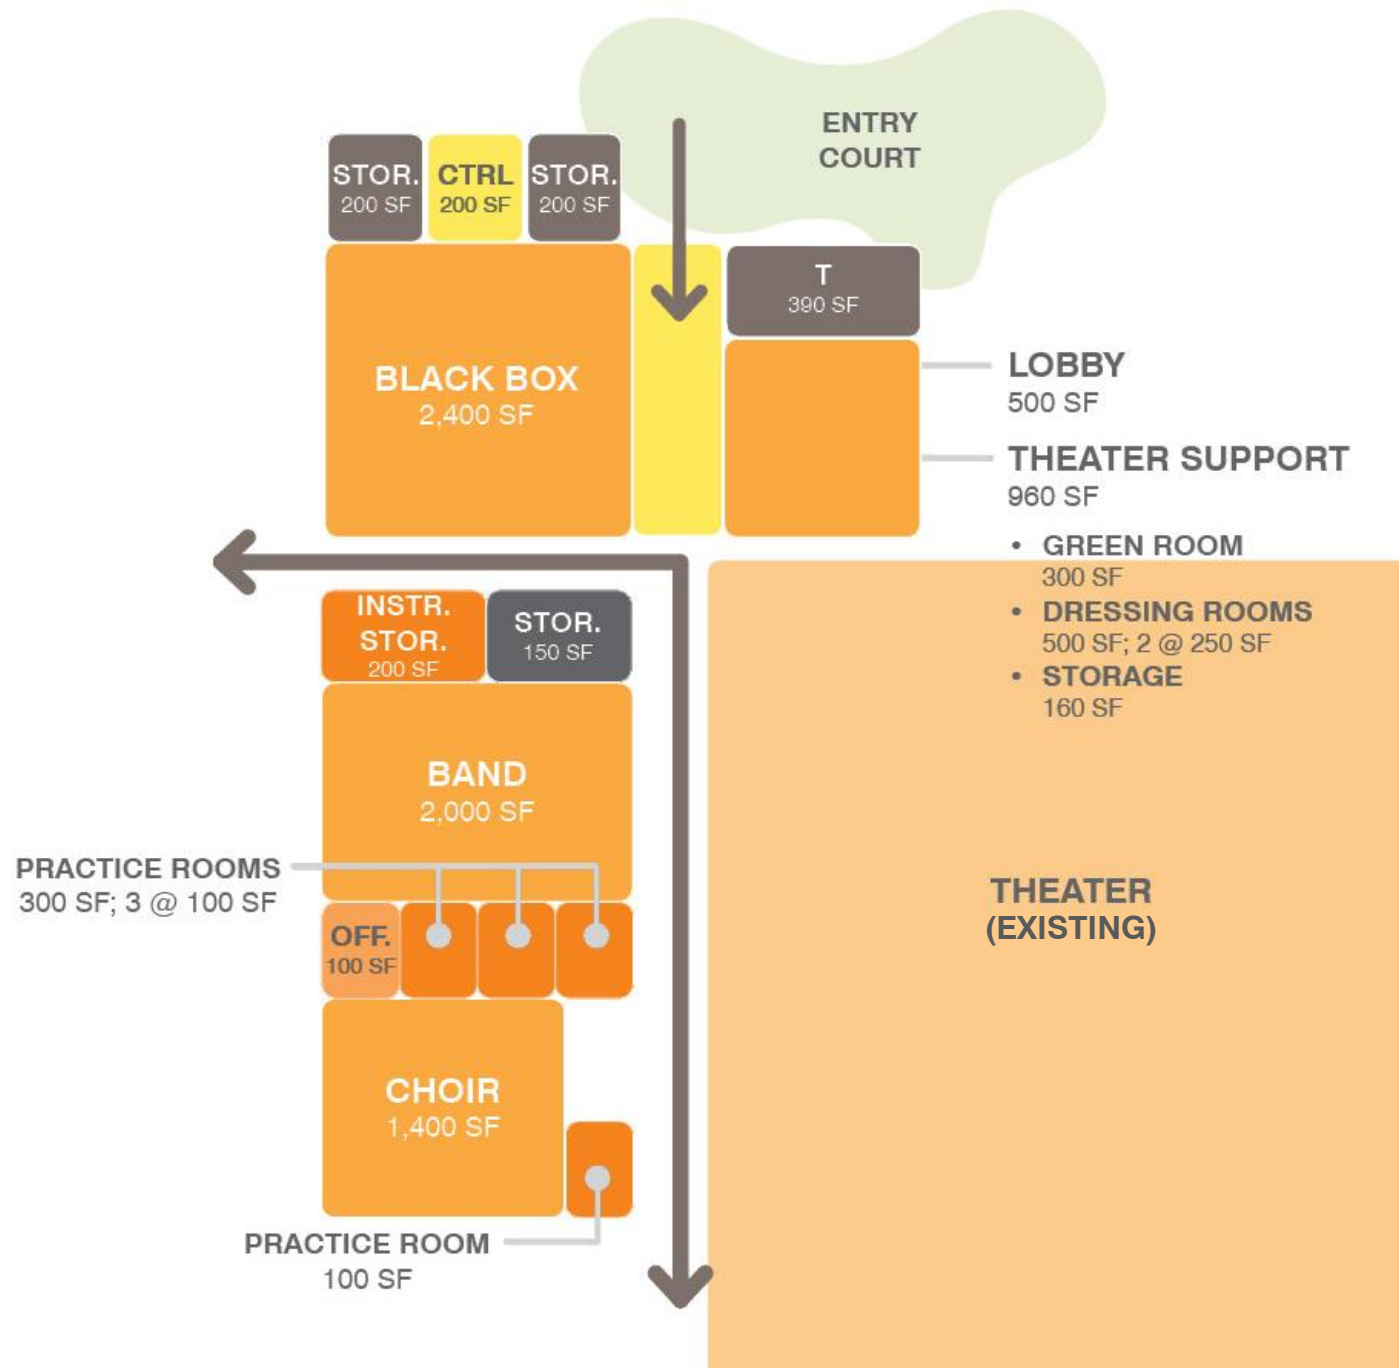 ENTRY
COURT
STOR.
200 SF
CTRL
200 SF
STOR.
200 SF
T
390 SF
BLACK BOX
2,400 SF
LOBBY
500 SF
THEATER SUPPORT
960 SF
• GREEN ROOM
300 SF
• DRESSING ROOMS
500 SF; 2 @ 250 SF
• STORAGE
160 SF
INSTR.
STOR.
200 SF
STOR.
150 SF
BAND
2,000 SF
PRACTICE ROOMS
300 SF; 3 @ 100 SF
OFF.
100 SF
THEATER
(EXISTING)
CHOIR
1,400 SF
PRACTICE ROOM
100 SF